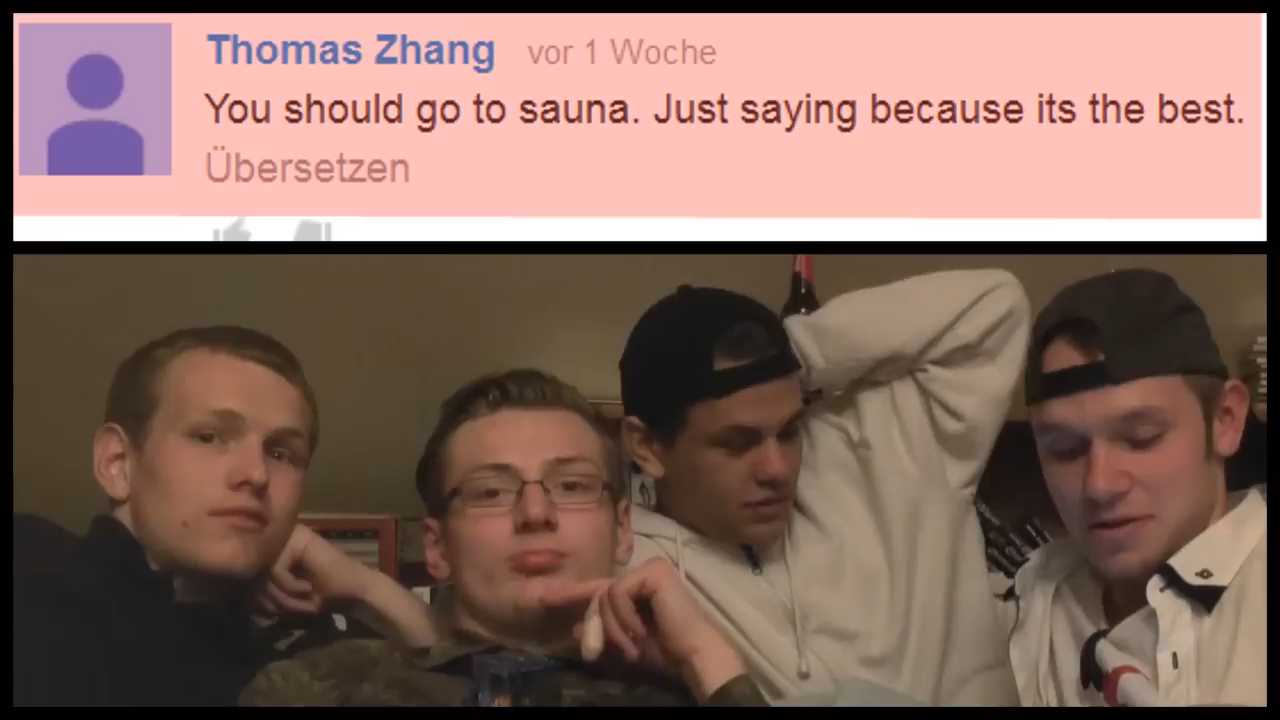 Thomas Zhang vor 1 Woche
You should go to sauna. Just saying because its the best.
Übersetzen